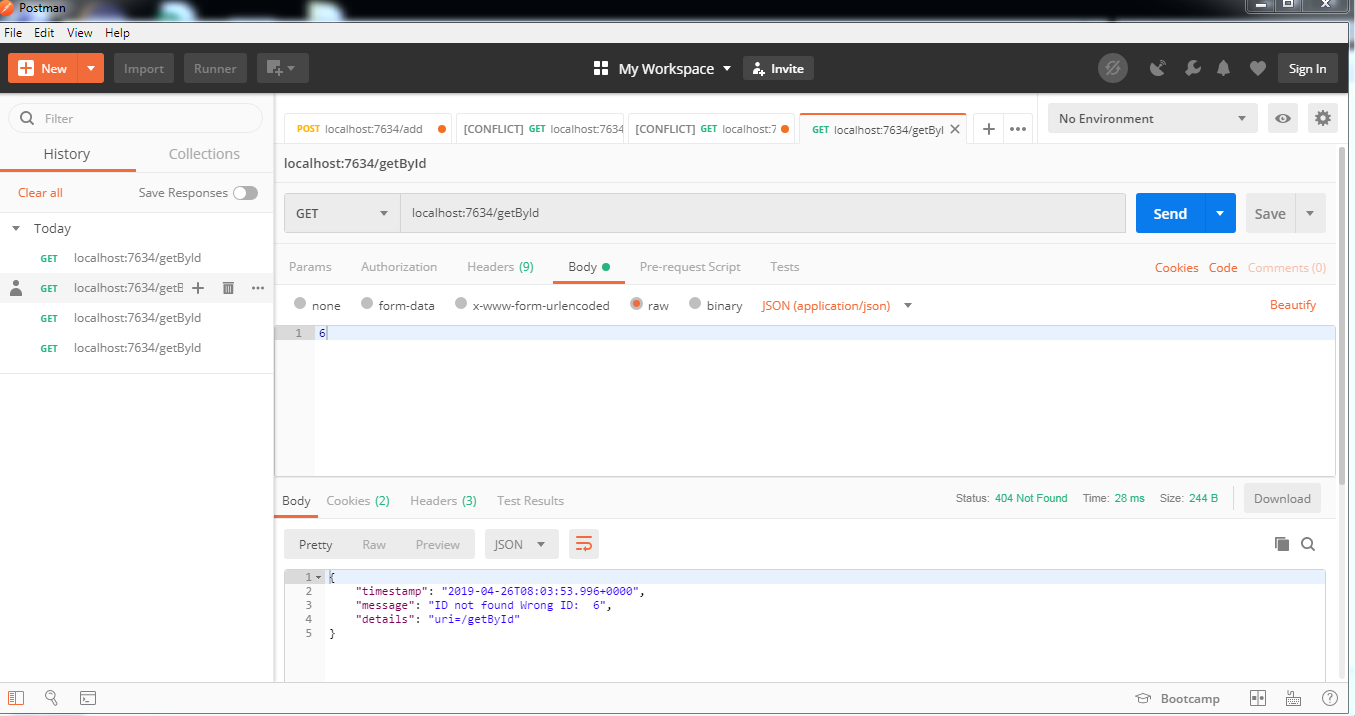 Postman
File Edit View Help
New Import Runner My Workspace Invite Sign In
Filter
History Collections
Clear all Save Responses
Today
GET localhost:7634/getById
GET localhost:7634/getB
GET localhost:7634/getById
GET localhost:7634/getById
POST localhost:7634/add [CONFLICT] GET localhost:7634 [CONFLICT] GET localhost:7 GET localhost:7634/getByI No Environment
localhost:7634/getById
GET localhost:7634/getById Send Save
Params Authorization Headers (9) Body Pre-request Script Tests Cookies Code Comments (0)
none form-data x-www-form-urlencoded raw binary JSON (application/json) Beautify
1 6
Body Cookies (2) Headers (3) Test Results Status: 404 Not Found Time: 28 ms Size: 244 B Download
Pretty Raw Preview JSON
1 {
2 "timestamp": "2019-04-26T08:03:53.996+0000",
3 "message": "ID not found Wrong ID:  6",
4 "details": "uri=/getById"
5 }
Bootcamp